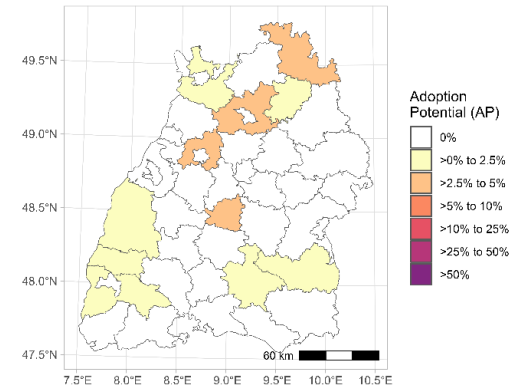 49.5°N
49.0°N
48.5°N
48.0°N
47.5°N
7.5°E 8.0°E 8.5°E 9.0°E 9.5°E 10.0°E 10.5°E
60 km
Adoption
Potential (AP)
0%
>0% to 2.5%
>2.5% to 5%
>5% to 10%
>10% to 25%
>25% to 50%
>50%